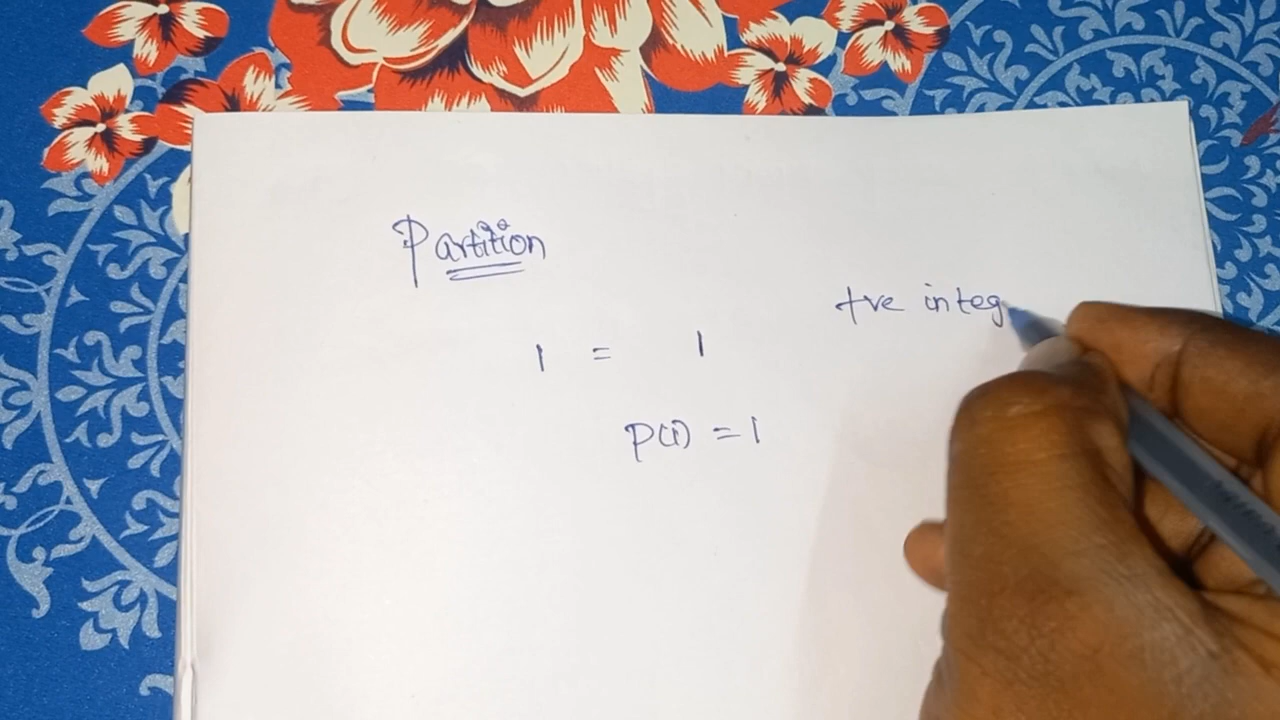 Partition
+ve integ
1 = 1
P(1) = 1